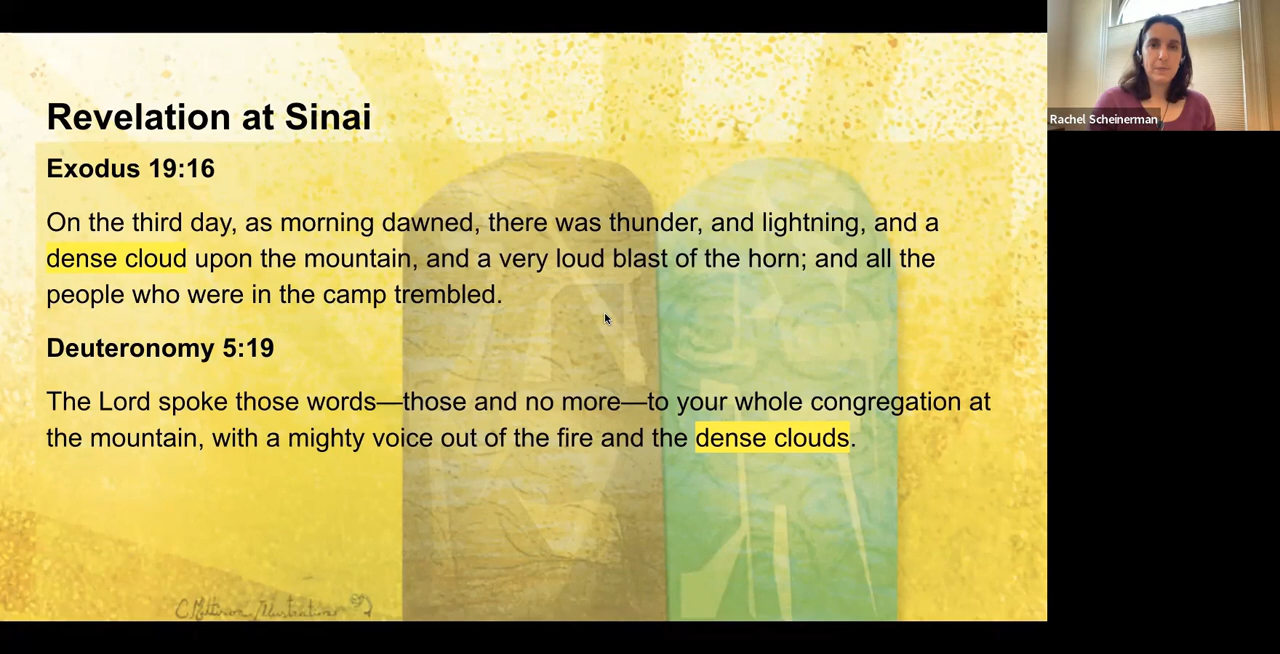 Revelation at Sinai
Exodus 19:16
On the third day, as morning dawned, there was thunder, and lightning, and a
dense cloud upon the mountain, and a very loud blast of the horn; and all the
people who were in the camp trembled.
Deuteronomy 5:19
The Lord spoke those words—those and no more—to your whole congregation at
the mountain, with a mighty voice out of the fire and the dense clouds.
Rachel Scheinerman